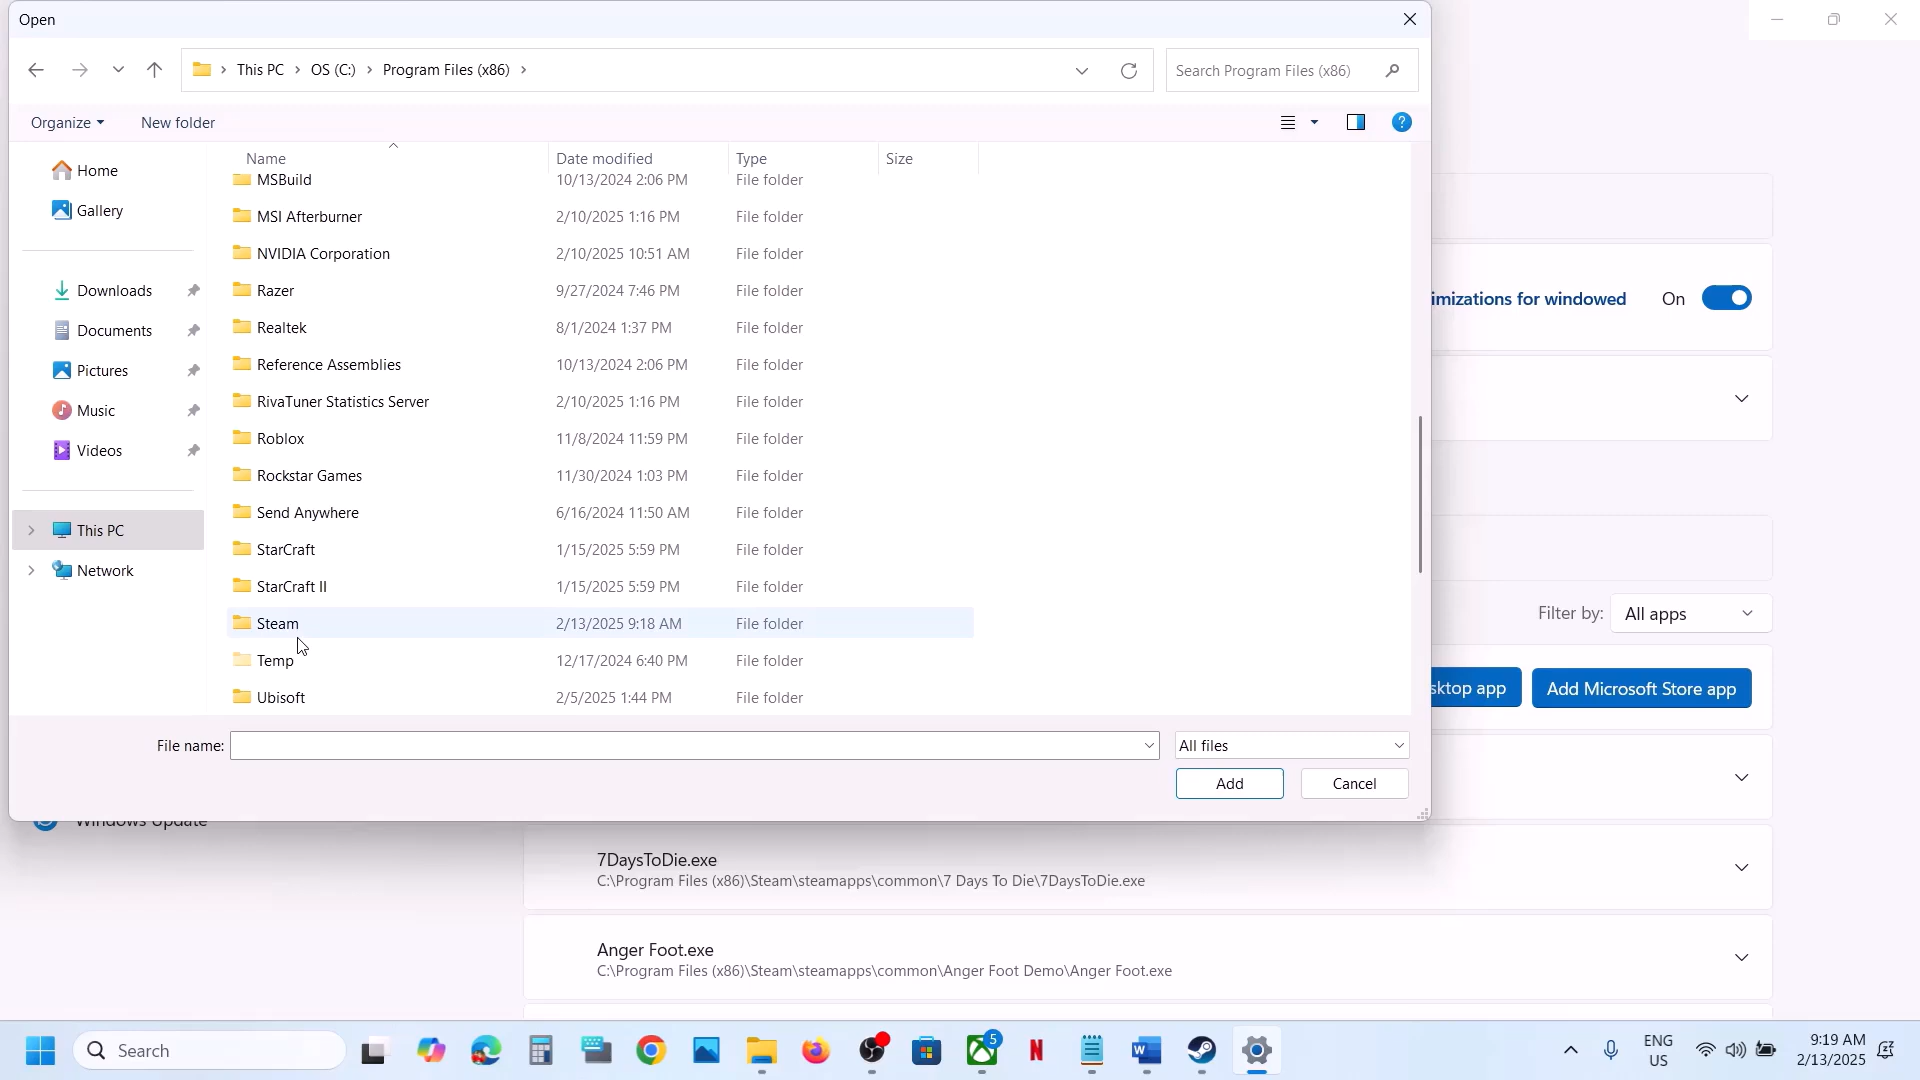 Open
This PC > OS (C:) > Program Files (x86) >
Search Program Files (x86)
Organize
New folder
Home
Gallery
Downloads
Documents
Pictures
Music
Videos
This PC
Network
Name Date modified Type Size
MSBuild 10/13/2024 2:06 PM File folder
MSI Afterburner 2/10/2025 1:16 PM File folder
NVIDIA Corporation 2/10/2025 10:51 AM File folder
Razer 9/27/2024 7:46 PM File folder
Realtek 8/1/2024 1:37 PM File folder
Reference Assemblies 10/13/2024 2:06 PM File folder
RivaTuner Statistics Server 2/10/2025 1:16 PM File folder
Roblox 11/8/2024 11:59 PM File folder
Rockstar Games 11/30/2024 1:03 PM File folder
Send Anywhere 6/16/2024 11:50 AM File folder
StarCraft 1/15/2025 5:59 PM File folder
StarCraft II 1/15/2025 5:59 PM File folder
Steam 2/13/2025 9:18 AM File folder
Temp 12/17/2024 6:40 PM File folder
Ubisoft 2/5/2025 1:44 PM File folder
File name:
All files
Add
Cancel
imizations for windowed
On
Filter by:
All apps
sktop app
Add Microsoft Store app
Windows Update
7DaysToDie.exe
C:\Program Files (x86)\Steam\steamapps\common\7 Days To Die\7DaysToDie.exe
Anger Foot.exe
C:\Program Files (x86)\Steam\steamapps\common\Anger Foot Demo\Anger Foot.exe
Search
5
ENG
US
9:19 AM
2/13/2025